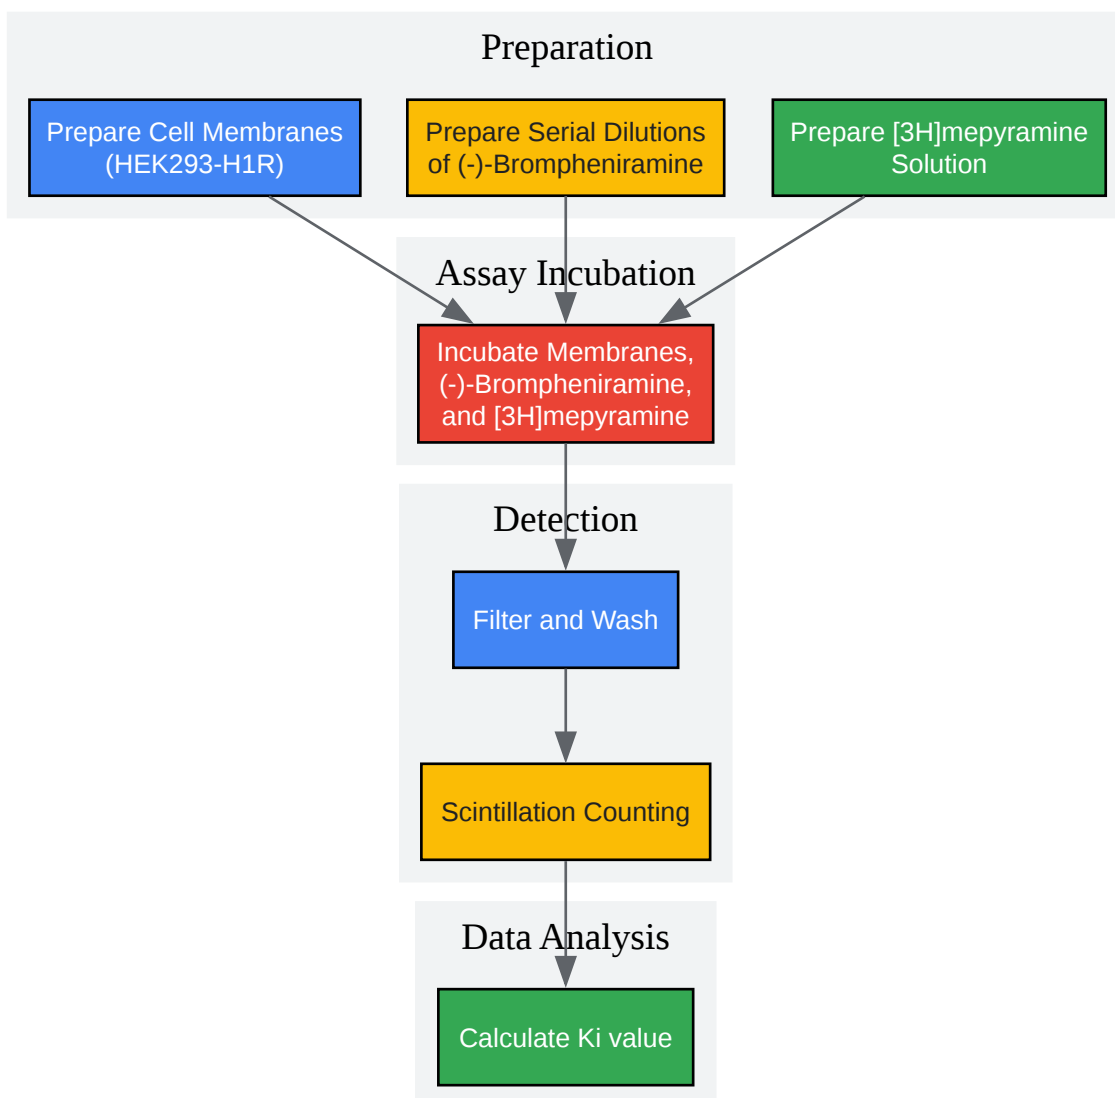 Preparation
Prepare Cell Membranes
(HEK293-H1R)
Prepare Serial Dilutions
of (-)-Brompheniramine
Prepare [3H]mepyramine
Solution
Assay Incubation
Incubate Membranes,
(-)-Brompheniramine,
and [3H]mepyramine
Detection
Filter and Wash
Scintillation Counting
Data Analysis
Calculate Ki value